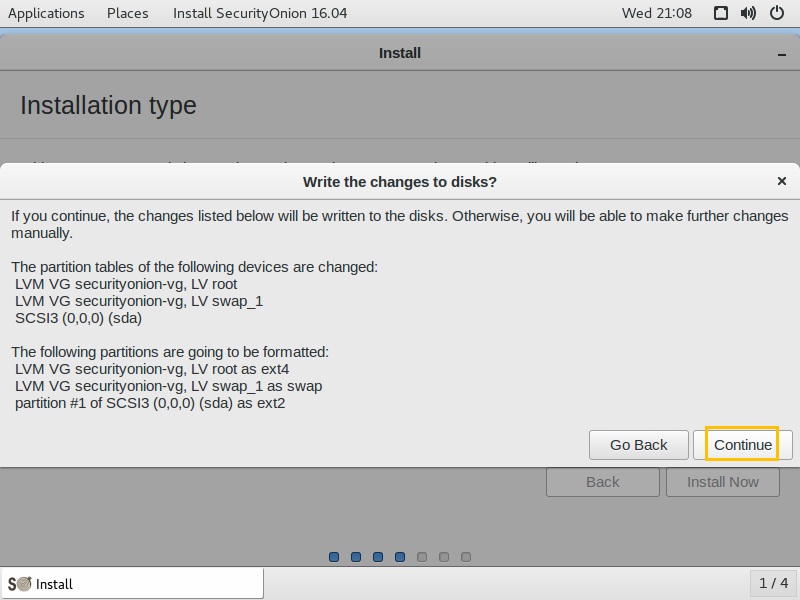 Applications Places Install SecurityOnion 16.04 Wed 21:08
Install
Installation type
Write the changes to disks?
If you continue, the changes listed below will be written to the disks. Otherwise, you will be able to make further changes
manually.
The partition tables of the following devices are changed:
LVM VG securityonion-vg, LV root
LVM VG securityonion-vg, LV swap_1
SCSI3 (0,0,0) (sda)
The following partitions are going to be formatted:
LVM VG securityonion-vg, LV root as ext4
LVM VG securityonion-vg, LV swap_1 as swap
partition #1 of SCSI3 (0,0,0) (sda) as ext2
Go Back Continue
Back Install Now
SO Install 1 / 4